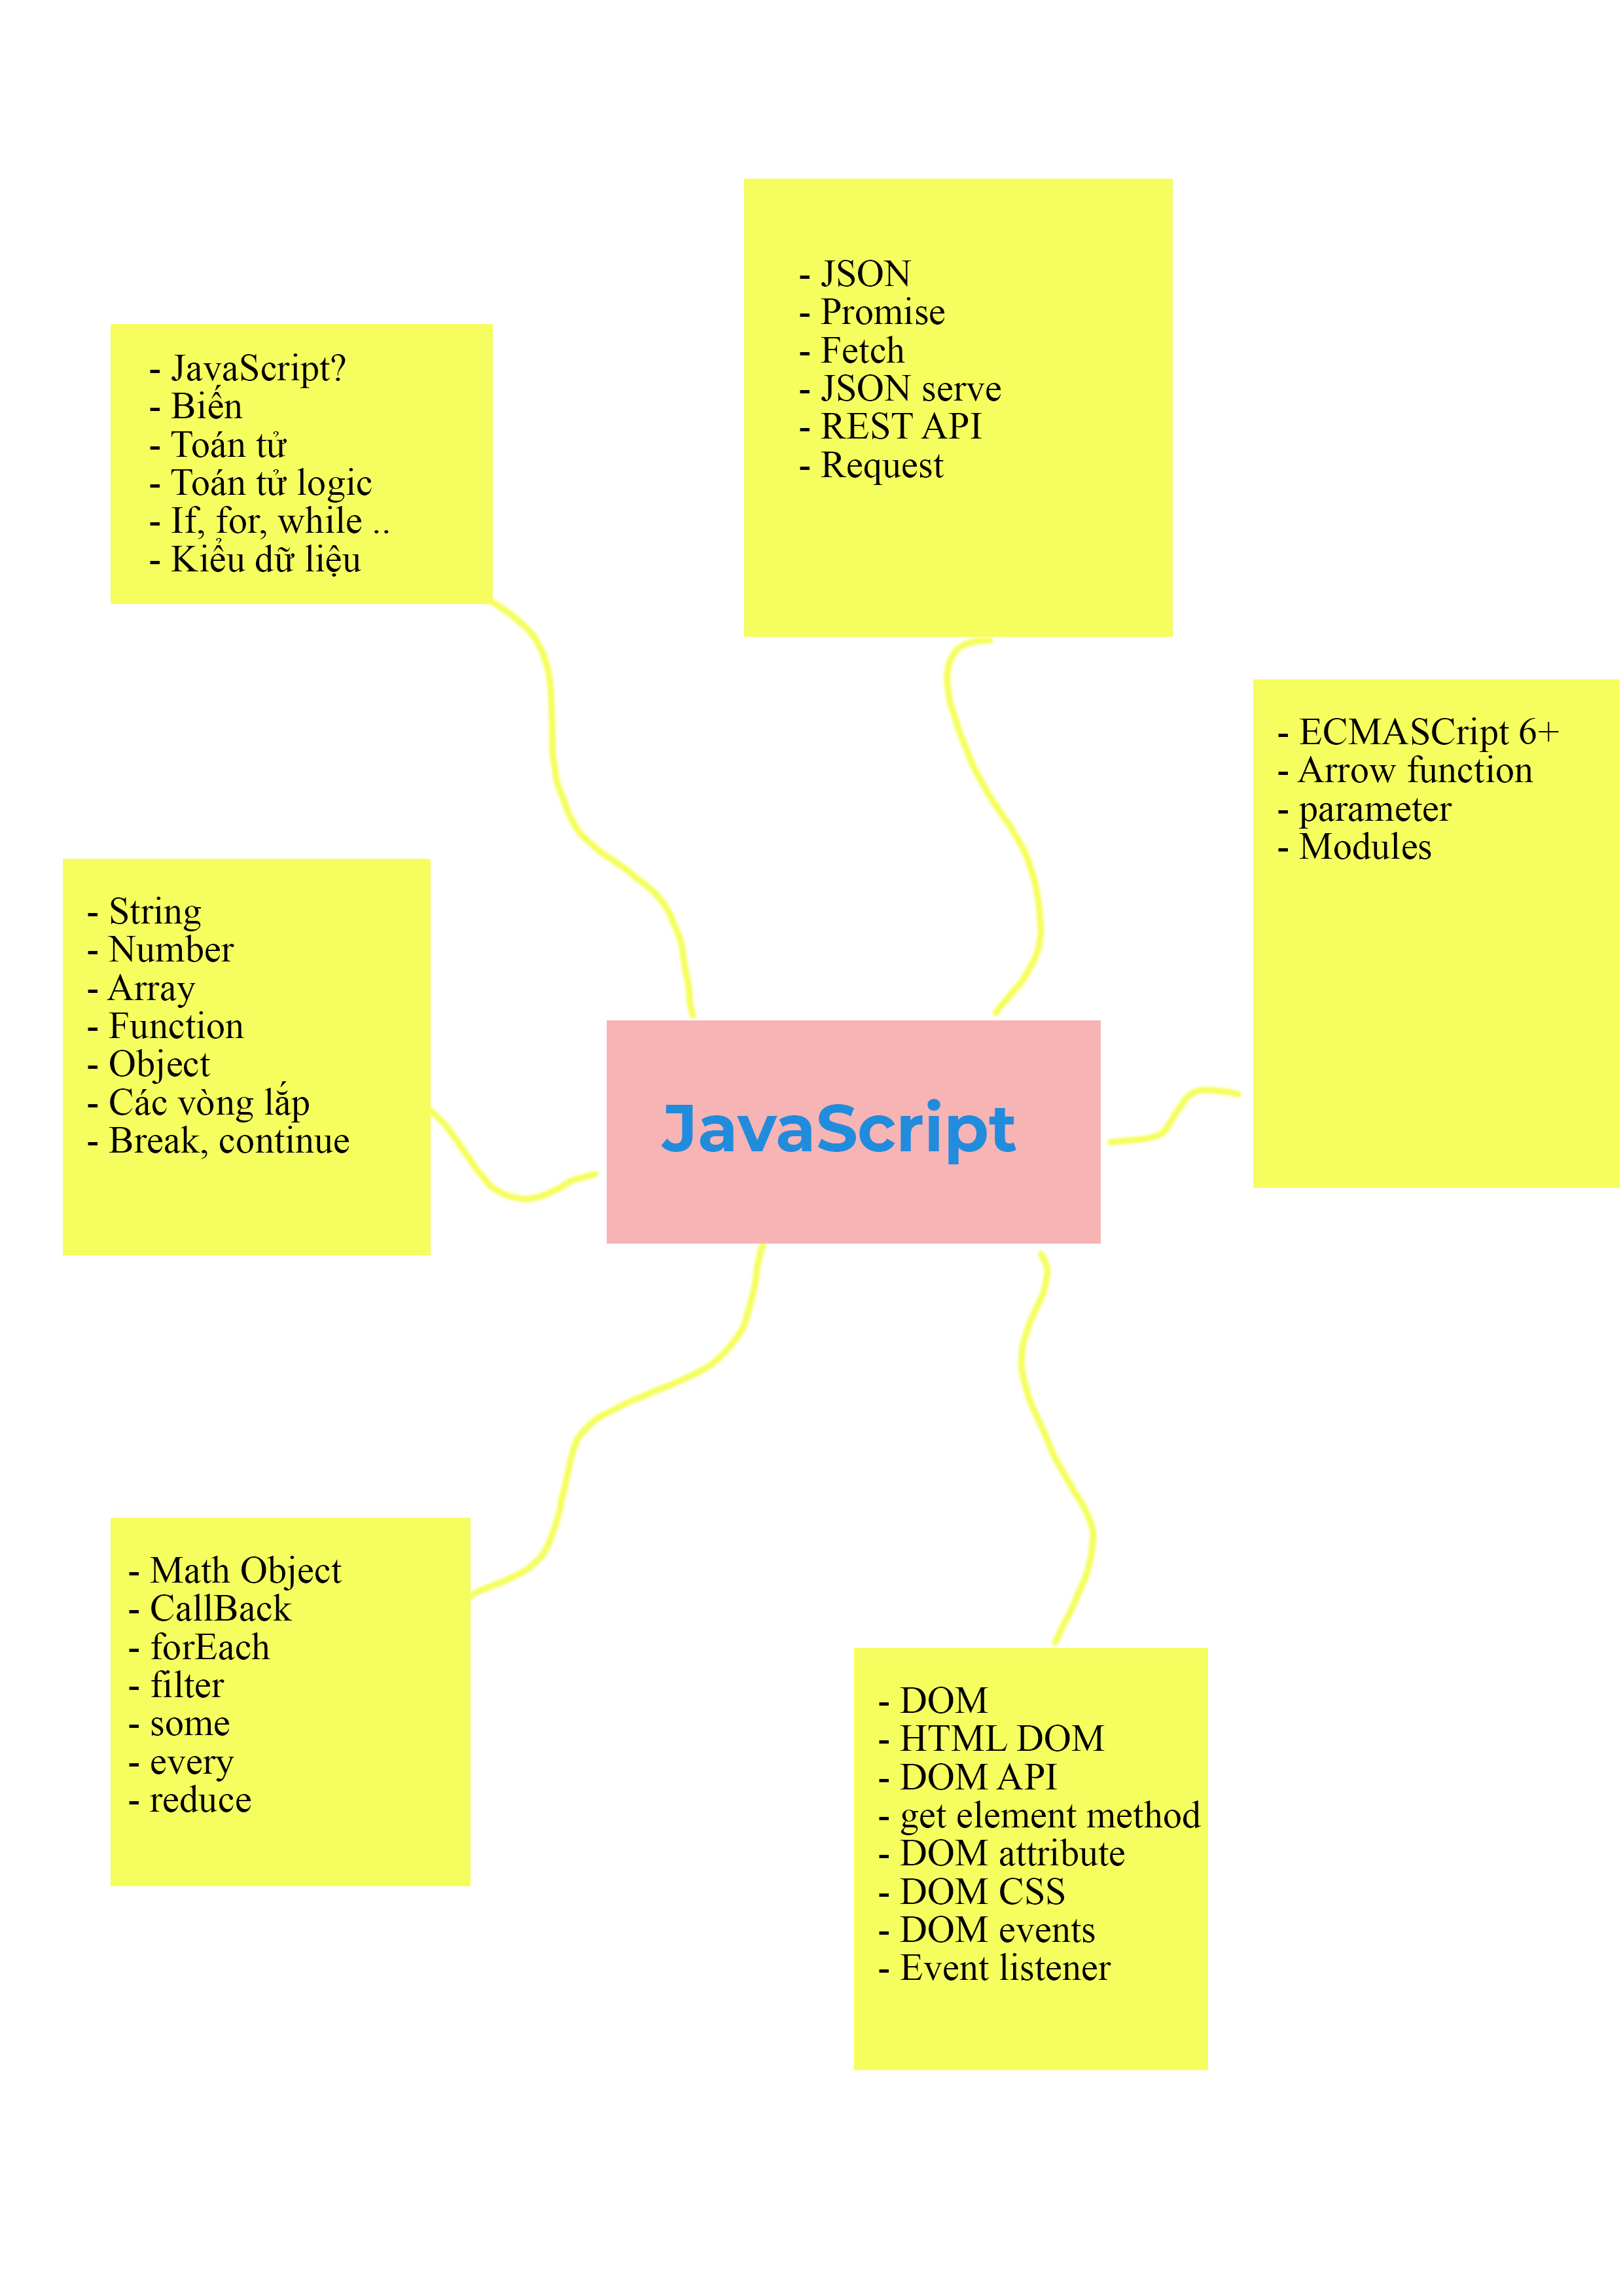 - JSON
- Promise
- Fetch
- JSON serve
- REST API
- Request
- JavaScript?
- Biến
- Toán tử
- Toán tử logic
- If, for, while ..
- Kiểu dữ liệu
- ECMASCript 6+
- Arrow function
- parameter
- Modules
- String
- Number
- Array
- Function
- Object
- Các vòng lắp
- Break, continue
JavaScript
- Math Object
- CallBack
- forEach
- filter
- some
- every
- reduce
- DOM
- HTML DOM
- DOM API
- get element method
- DOM attribute
- DOM CSS
- DOM events
- Event listener